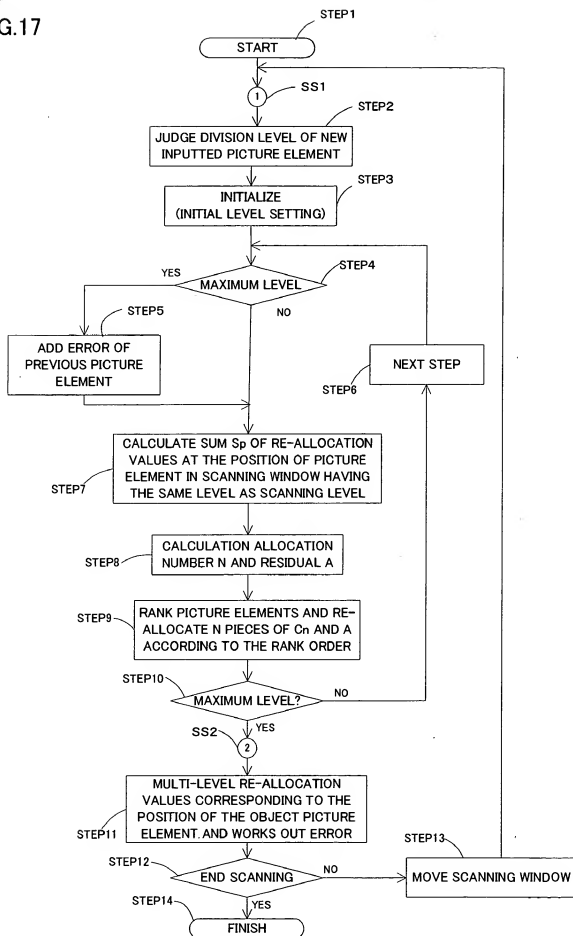 G.17
STEP1
START
1
SS1
STEP2
JUDGE DIVISION LEVEL OF NEW
INPUTTED PICTURE ELEMENT
STEP3
INITIALIZE
(INITIAL LEVEL SETTING)
YES
MAXIMUM LEVEL
STEP4
NO
STEP5
ADD ERROR OF
PREVIOUS PICTURE
ELEMENT
NEXT STEP
STEP6
CALCULATE SUM Sp OF RE-ALLOCATION
VALUES AT THE POSITION OF PICTURE
ELEMENT IN SCANNING WINDOW HAVING
THE SAME LEVEL AS SCANNING LEVEL
STEP7
CALCULATION ALLOCATION
NUMBER N AND RESIDUAL A
STEP8
RANK PICTURE ELEMENTS AND RE-
ALLOCATE N PIECES OF Cn AND A
ACCORDING TO THE RANK ORDER
STEP9
STEP10
MAXIMUM LEVEL?
NO
YES
SS2
2
MULTI-LEVEL RE-ALLOCATION
VALUES CORRESPONDING TO THE
POSITION OF THE OBJECT PICTURE
ELEMENT.AND WORKS OUT ERROR
STEP11
STEP12
END SCANNING
NO
STEP13
MOVE SCANNING WINDOW
YES
STEP14
FINISH